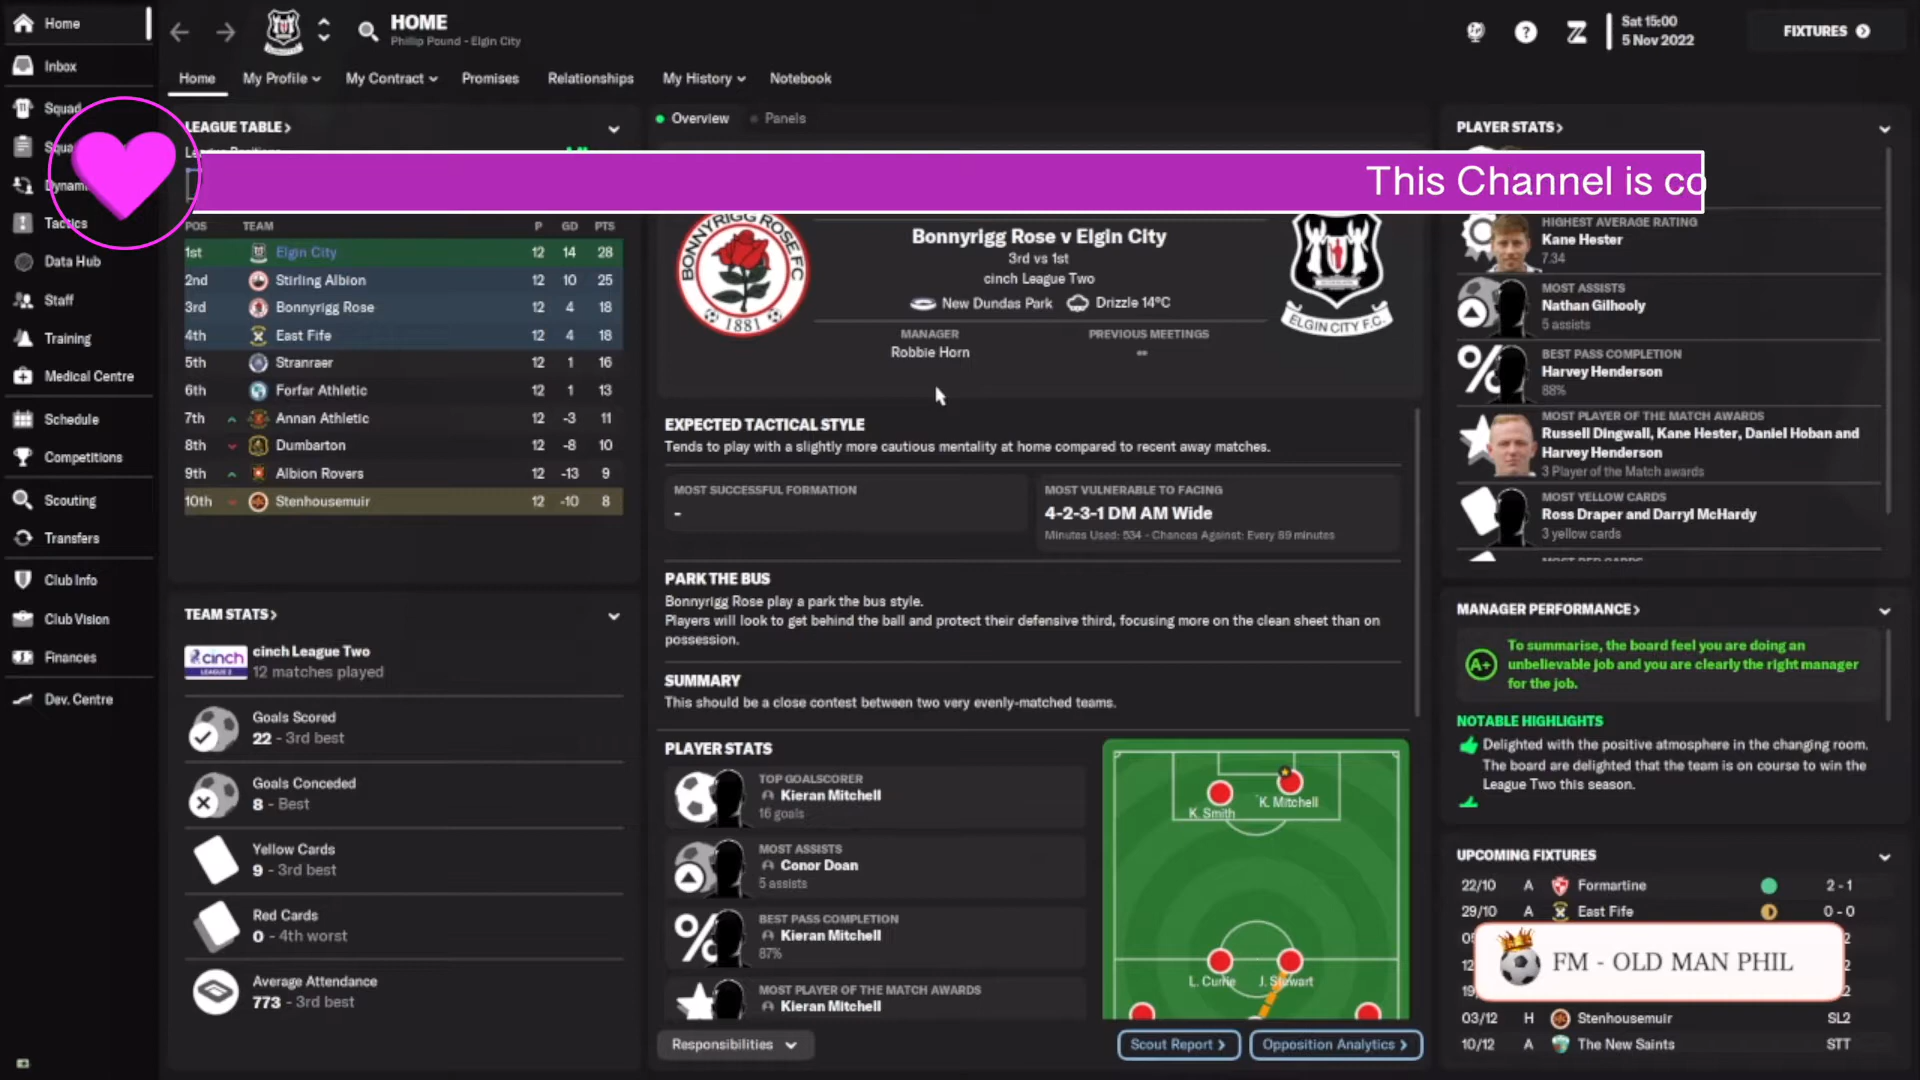 Home
Inbox
Squad
Tactics
Data Hub
Staff
Training
Medical Centre
Schedule
Competitions
Scouting
Transfers
Club Info
Club Vision
Finances
Dev. Centre
HOME
Phillip Pound - Elgin City
Sat 15:00
5 Nov 2022
FIXTURES
Home My Profile My Contract Promises Relationships My History Notebook
This Channel is co
LEAGUE TABLE>
POS TEAM P GD PTS
1st Elgin City 12 14 28
2nd Stirling Albion 12 10 25
3rd Bonnyrigg Rose 12 4 18
4th East Fife 12 4 18
5th Stranraer 12 1 16
6th Forfar Athletic 12 1 13
7th Annan Athletic 12 -3 11
8th Dumbarton 12 -8 10
9th Albion Rovers 12 -13 9
10th Stenhousemuir 12 -10 8
TEAM STATS>
cinch
LEAGUE 2
cinch League Two
12 matches played
Goals Scored
22 - 3rd best
Goals Conceded
8 - Best
Yellow Cards
9 - 3rd best
Red Cards
0 - 4th worst
Average Attendance
773 - 3rd best
Overview Panels
BONNYRIGG ROSE FC
1881
Bonnyrigg Rose v Elgin City
3rd vs 1st
cinch League Two
New Dundas Park Drizzle 14°C
MANAGER
Robbie Horn
PREVIOUS MEETINGS
--
ELGIN CITY F.C.
EXPECTED TACTICAL STYLE
Tends to play with a slightly more cautious mentality at home compared to recent away matches.
MOST SUCCESSFUL FORMATION
-
MOST VULNERABLE TO FACING
4-2-3-1 DM AM Wide
Minutes Used: 534 - Chances Against: Every 89 minutes
PARK THE BUS
Bonnyrigg Rose play a park the bus style.
Players will look to get behind the ball and protect their defensive third, focusing more on the clean sheet than on
possession.
SUMMARY
This should be a close contest between two very evenly-matched teams.
PLAYER STATS
TOP GOALSCORER
Kieran Mitchell
16 goals
MOST ASSISTS
Conor Doan
5 assists
BEST PASS COMPLETION
Kieran Mitchell
87%
MOST PLAYER OF THE MATCH AWARDS
Kieran Mitchell
K. Smith
K. Mitchell
L. Currie
J. Stewart
Responsibilities
Scout Report >
Opposition Analytics >
PLAYER STATS>
HIGHEST AVERAGE RATING
Kane Hester
7.34
MOST ASSISTS
Nathan Gilhooly
5 assists
BEST PASS COMPLETION
Harvey Henderson
88%
MOST PLAYER OF THE MATCH AWARDS
Russell Dingwall, Kane Hester, Daniel Hoban and
Harvey Henderson
3 Player of the Match awards
MOST YELLOW CARDS
Ross Draper and Darryl McHardy
3 yellow cards
MANAGER PERFORMANCE>
A+
To summarise, the board feel you are doing an
unbelievable job and you are clearly the right manager
for the job.
NOTABLE HIGHLIGHTS
Delighted with the positive atmosphere in the changing room.
The board are delighted that the team is on course to win the
League Two this season.
UPCOMING FIXTURES
22/10 A Formartine 2 - 1
29/10 A East Fife 0 - 0
FM - OLD MAN PHIL
03/12 H Stenhousemuir SL2
10/12 A The New Saints STT